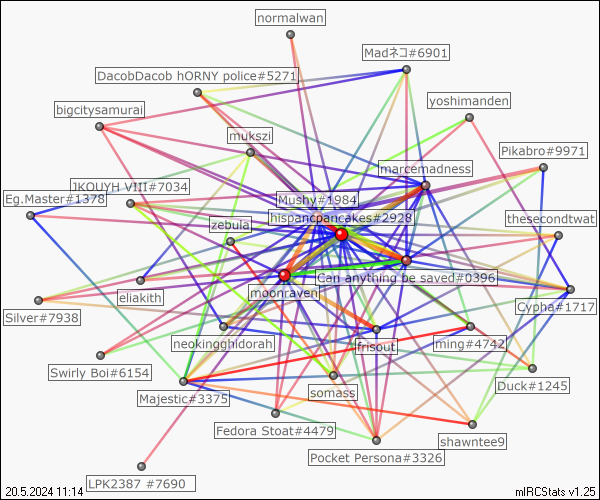 normalwan
Madネコ#6901
DacobDacob hORNY police#5271
yoshimanden
bigcitysamurai
mukszi
Pikabro#9971
marcemadness
JKOUYH VIII#7034
Eg.Master#1378
Mushy#1984
hispancpancakes#2928
thesecondtwat
zebula
Can anything be saved#0396
moonraven
eliakith
Cypha#1717
Silver#7938
neokingghidorah
frisout
ming#4742
Swirly Boi#6154
Duck#1245
somass
Majestic#3375
Fedora Stoat#4479
shawntee9
Pocket Persona#3326
LPK2387 #7690
20.5.2024 11:14
mIRCStats v1.25